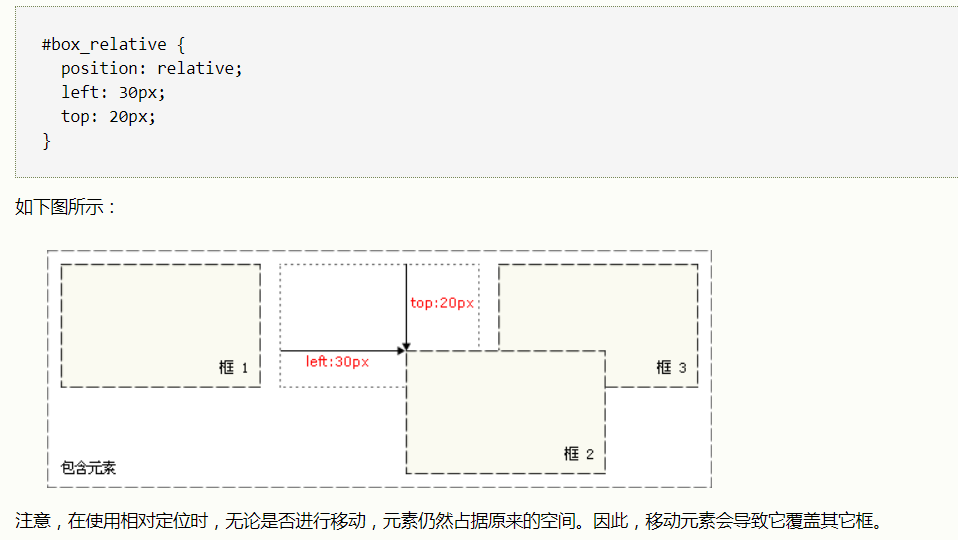 #box_relative {
  position: relative;
  left: 30px;
  top: 20px;
}
如下图所示：
top:20px
left:30px
框 1
框 3
框 2
包含元素
注意，在使用相对定位时，无论是否进行移动，元素仍然占据原来的空间。因此，移动元素会导致它覆盖其它框。